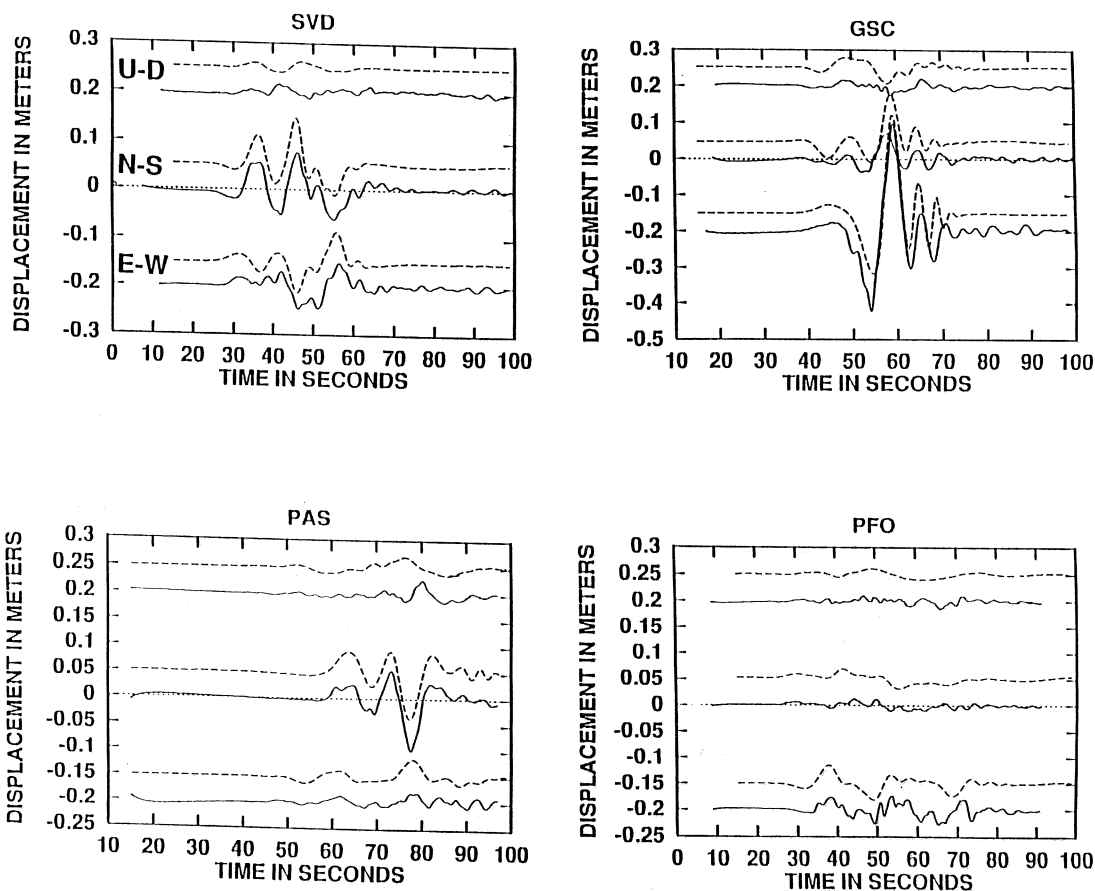 SVD
DISPLACEMENT IN METERS
0.3
0.2
0.1
0
-0.1
-0.2
-0.3
U-D
N-S
E-W
0 10 20 30 40 50 60 70 80 90 100
TIME IN SECONDS
GSC
DISPLACEMENT IN METERS
0.3
0.2
0.1
0
-0.1
-0.2
-0.3
-0.4
-0.5
10 20 30 40 50 60 70 80 90 100
TIME IN SECONDS
PAS
DISPLACEMENT IN METERS
0.3
0.25
0.2
0.15
0.1
0.05
0
-0.05
-0.1
-0.15
-0.2
-0.25
10 20 30 40 50 60 70 80 90 100
TIME IN SECONDS
PFO
DISPLACEMENT IN METERS
0.3
0.25
0.2
0.15
0.1
0.05
0
-0.05
-0.1
-0.15
-0.2
-0.25
0 10 20 30 40 50 60 70 80 90 100
TIME IN SECONDS